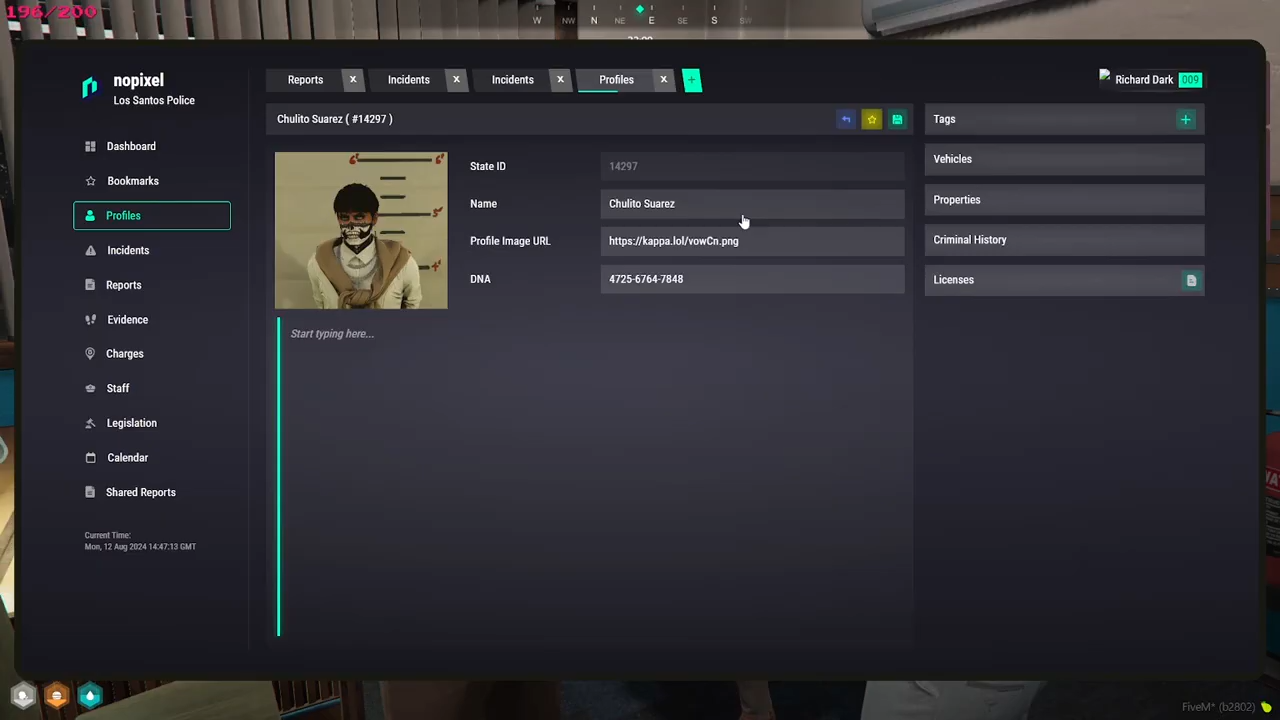 196/200
W NW N NE E SE S SW
nopixel
Los Santos Police
Reports x Incidents x Incidents x Profiles x +
Richard Dark 009
Dashboard
Bookmarks
Profiles
Incidents
Reports
Evidence
Charges
Staff
Legislation
Calendar
Shared Reports
Current Time:
Mon, 12 Aug 2024 14:47:13 GMT
Chulito Suarez ( #14297 )
State ID 14297
Name Chulito Suarez
Profile Image URL https://kappa.lol/vowCn.png
DNA 4725-6764-7848
Start typing here...
Tags +
Vehicles
Properties
Criminal History
Licenses
FiveM* (b2802)